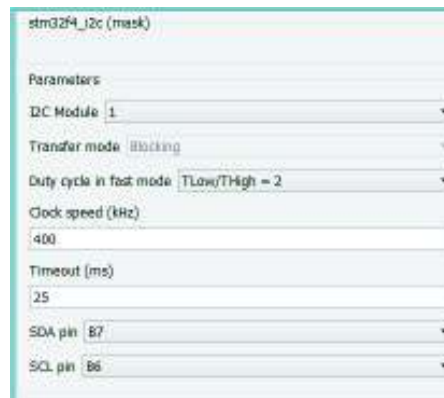 stm32f4_i2c (mask)
Parameters
I2C Module 1
Transfer mode Blocking
Duty cycle in fast mode TLow/THigh = 2
Clock speed (kHz)
400
Timeout (ms)
25
SDA pin B7
SCL pin B6